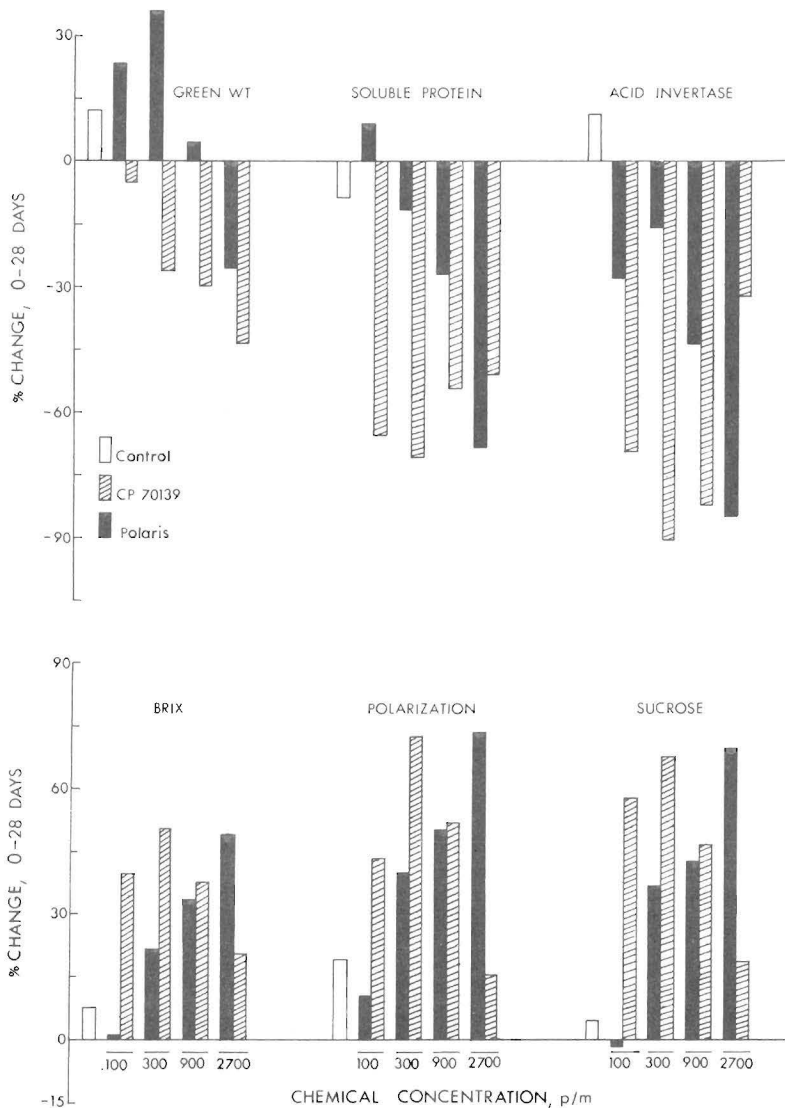 30
GREEN WT SOLUBLE PROTEIN ACID INVERTASE
0
-30
-60
-90
% CHANGE, 0-28 DAYS
Control
CP 70139
Polaris
90
BRIX POLARIZATION SUCROSE
60
30
0
-15
% CHANGE, 0-28 DAYS
.100 300 900 2700 100 300 900 2700 100 300 900 2700
CHEMICAL CONCENTRATION, p/m